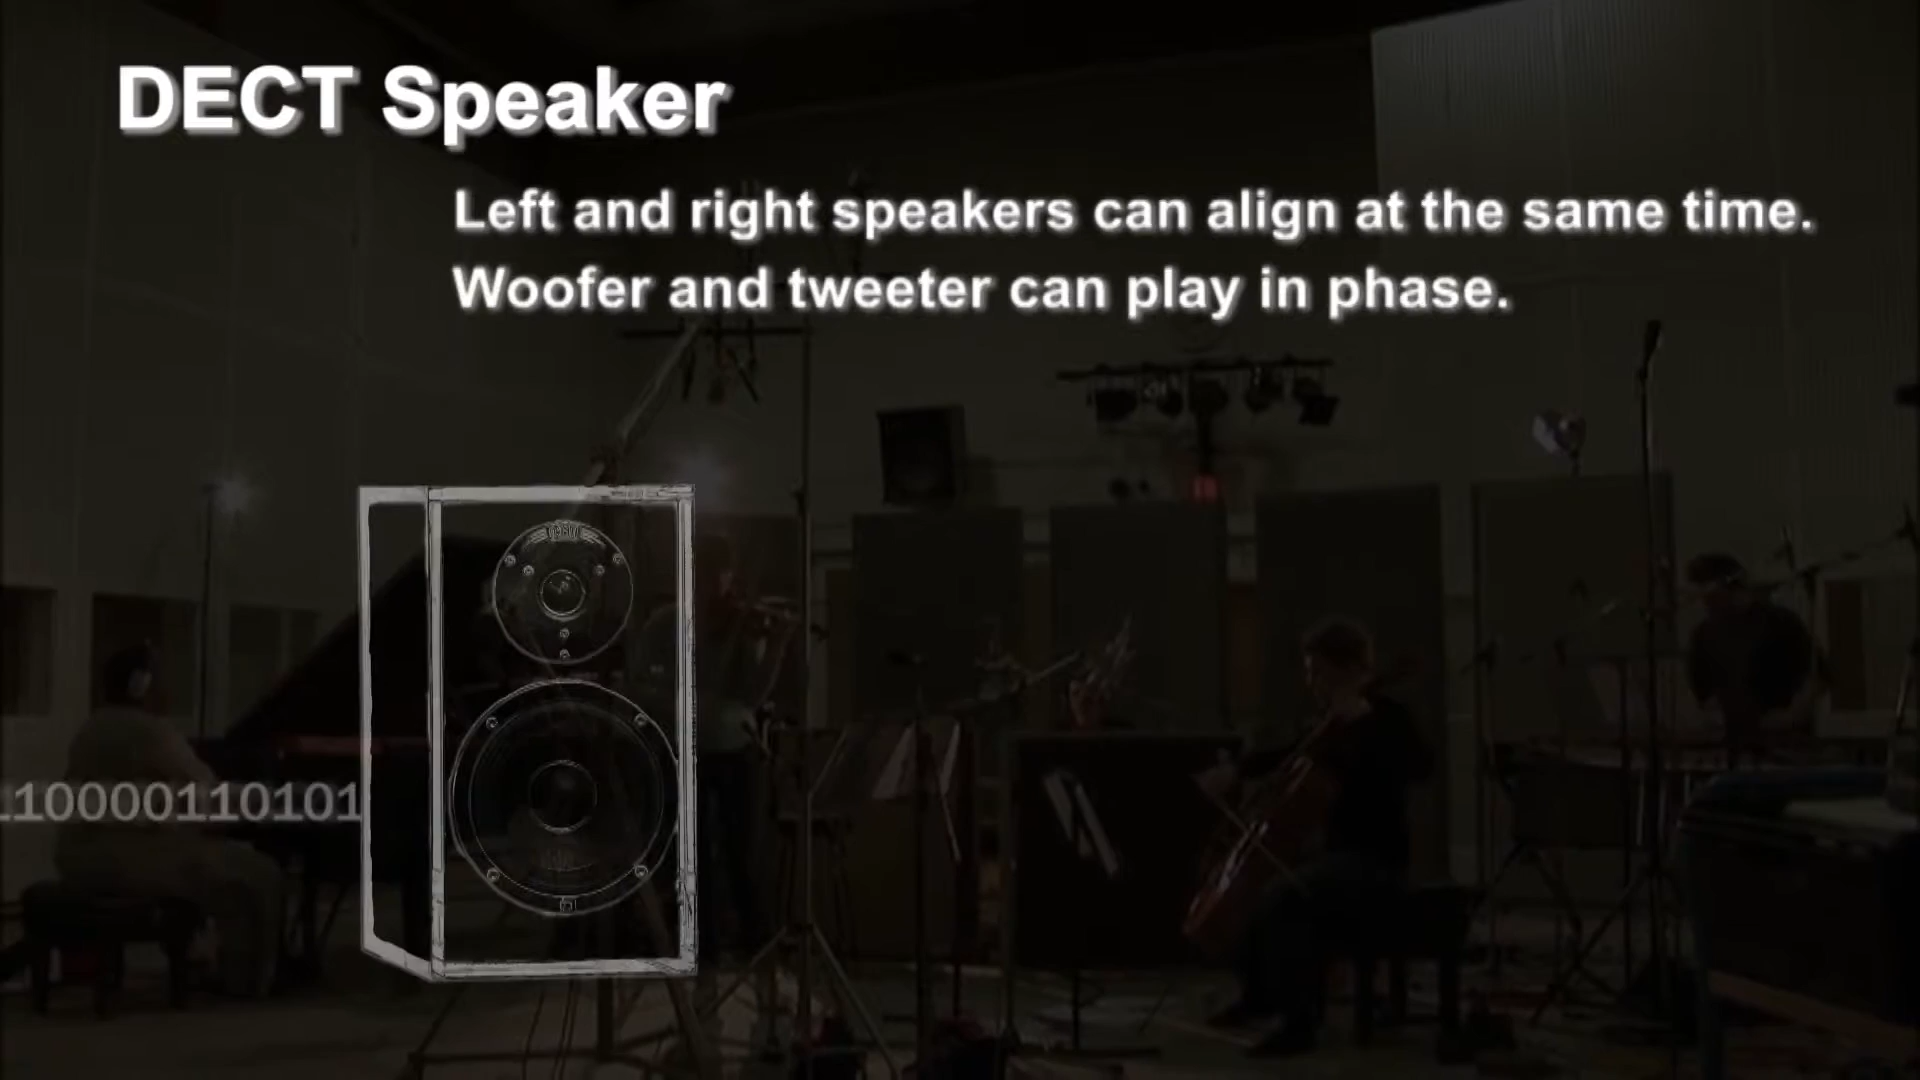 DECT Speaker
Left and right speakers can align at the same time.
Woofer and tweeter can play in phase.
10000110101